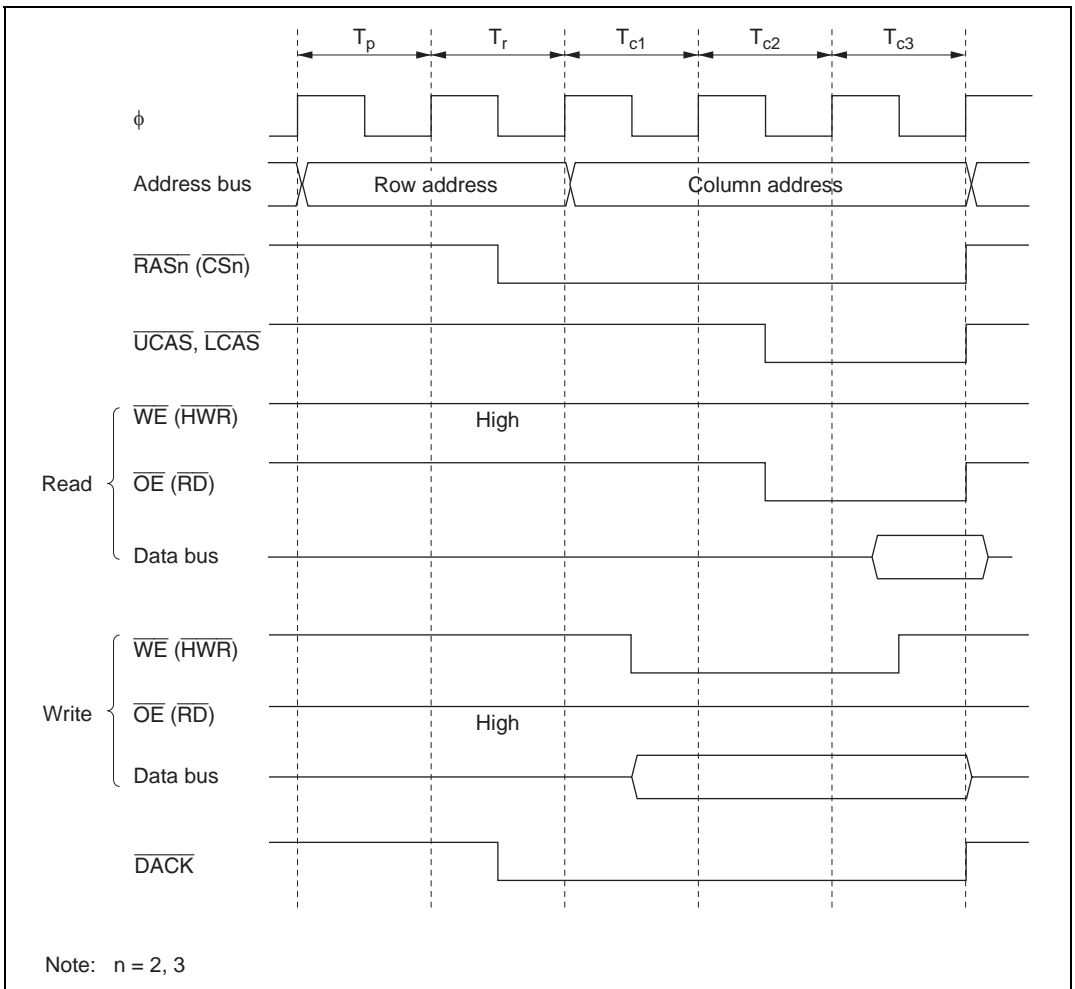 Tp Tr Tc1 Tc2 Tc3
ϕ
Address bus Row address Column address
RASn (CSn)
UCAS, LCAS
WE (HWR) High
Read OE (RD)
Data bus
WE (HWR)
Write OE (RD) High
Data bus
DACK
Note: n = 2, 3